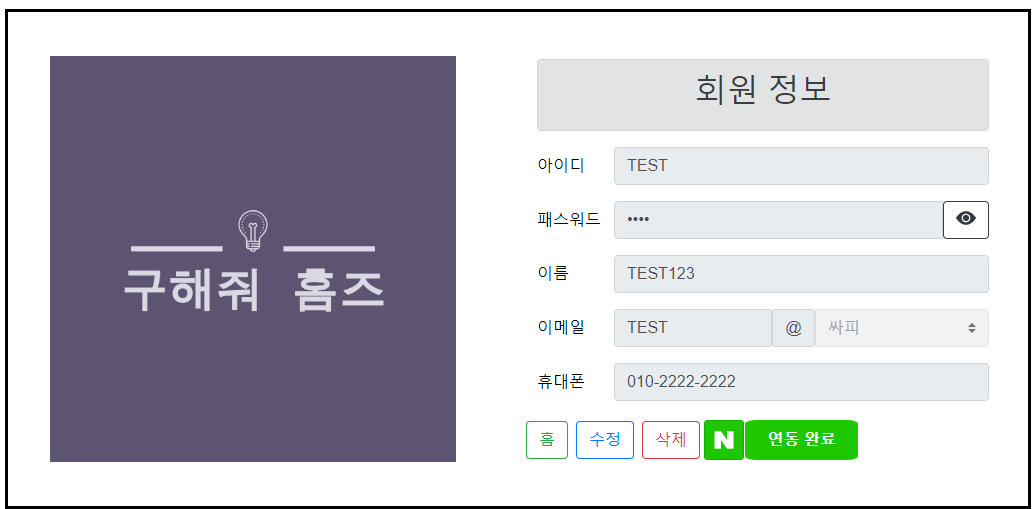 구해줘 홈즈
회원 정보
아이디 TEST
패스워드 ••••
이름 TEST123
이메일 TEST @ 싸피
휴대폰 010-2222-2222
홈 수정 삭제 N 연동 완료